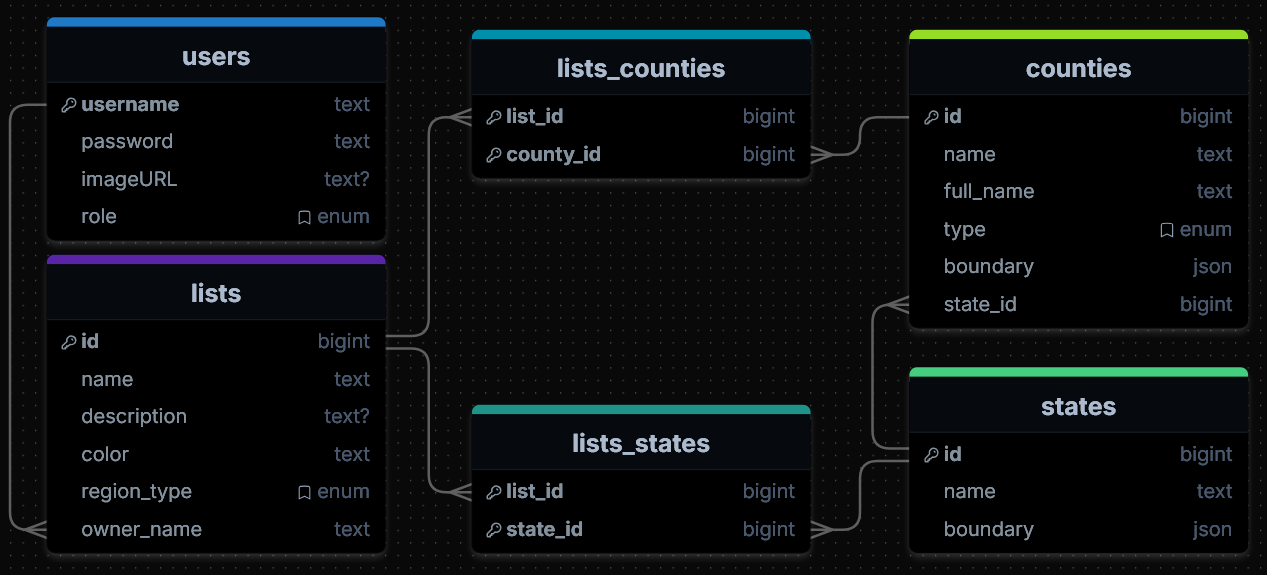 users
username text
password text
imageURL text?
role enum
lists
id bigint
name text
description text?
color text
region_type enum
owner_name text
lists_counties
list_id bigint
county_id bigint
lists_states
list_id bigint
state_id bigint
counties
id bigint
name text
full_name text
type enum
boundary json
state_id bigint
states
id bigint
name text
boundary json